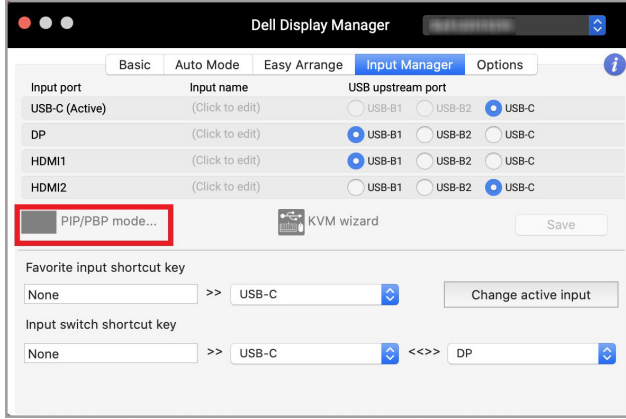 Dell Display Manager
Basic Auto Mode Easy Arrange Input Manager Options i
Input port Input name USB upstream port
USB-C (Active) (Click to edit) USB-B1 USB-B2 USB-C
DP (Click to edit) USB-B1 USB-B2 USB-C
HDMI1 (Click to edit) USB-B1 USB-B2 USB-C
HDMI2 (Click to edit) USB-B1 USB-B2 USB-C
PIP/PBP mode... KVM wizard Save
Favorite input shortcut key
None >> USB-C Change active input
Input switch shortcut key
None >> USB-C <<>> DP